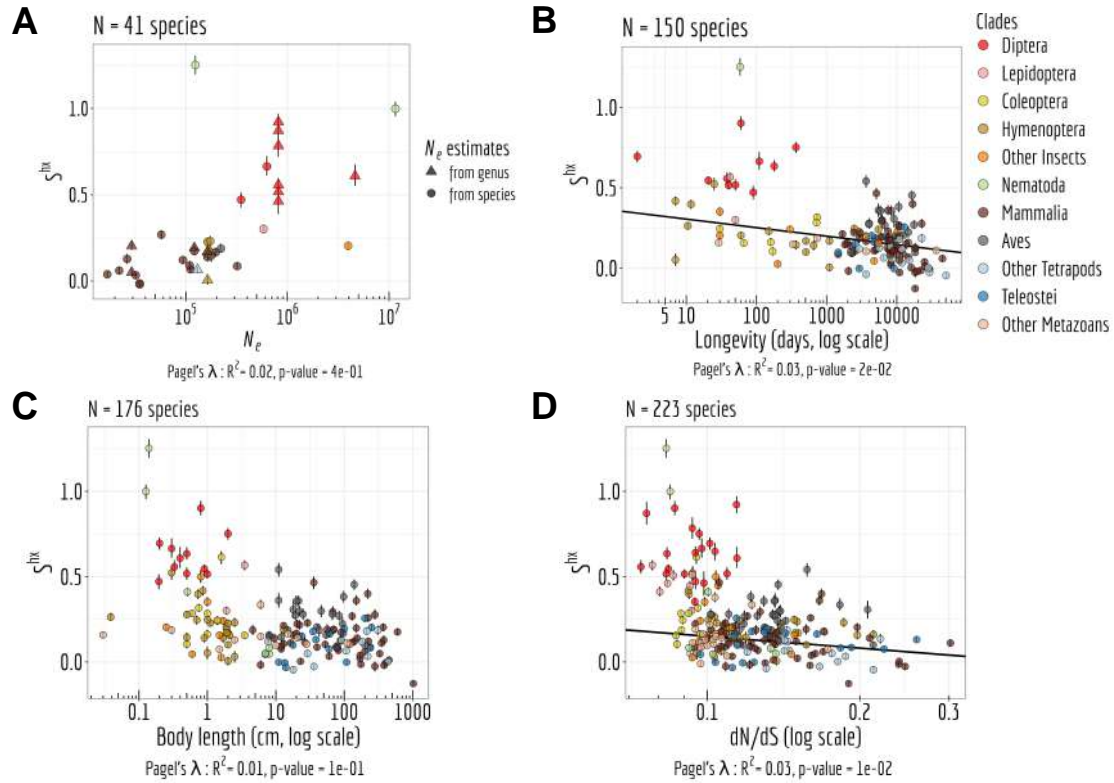 A
N = 41 species
S^hx
1.0
0.5
0.0
10^5
10^6
10^7
N_e
Pagel's λ : R^2 = 0.02, p-value = 4e-01
N_e estimates
from genus
from species
B
N = 150 species
S^hx
1.0
0.5
0.0
5 10
100
1000
10000
Longevity (days, log scale)
Pagel's λ : R^2 = 0.03, p-value = 2e-02
Clades
Diptera
Lepidoptera
Coleoptera
Hymenoptera
Other Insects
Nematoda
Mammalia
Aves
Other Tetrapods
Teleostei
Other Metazoans
C
N = 176 species
S^hx
1.0
0.5
0.0
0.1
1
10
100
1000
Body length (cm, log scale)
Pagel's λ : R^2 = 0.01, p-value = 1e-01
D
N = 223 species
S^hx
1.0
0.5
0.0
0.1
0.2
0.3
dN/dS (log scale)
Pagel's λ : R^2 = 0.03, p-value = 1e-02